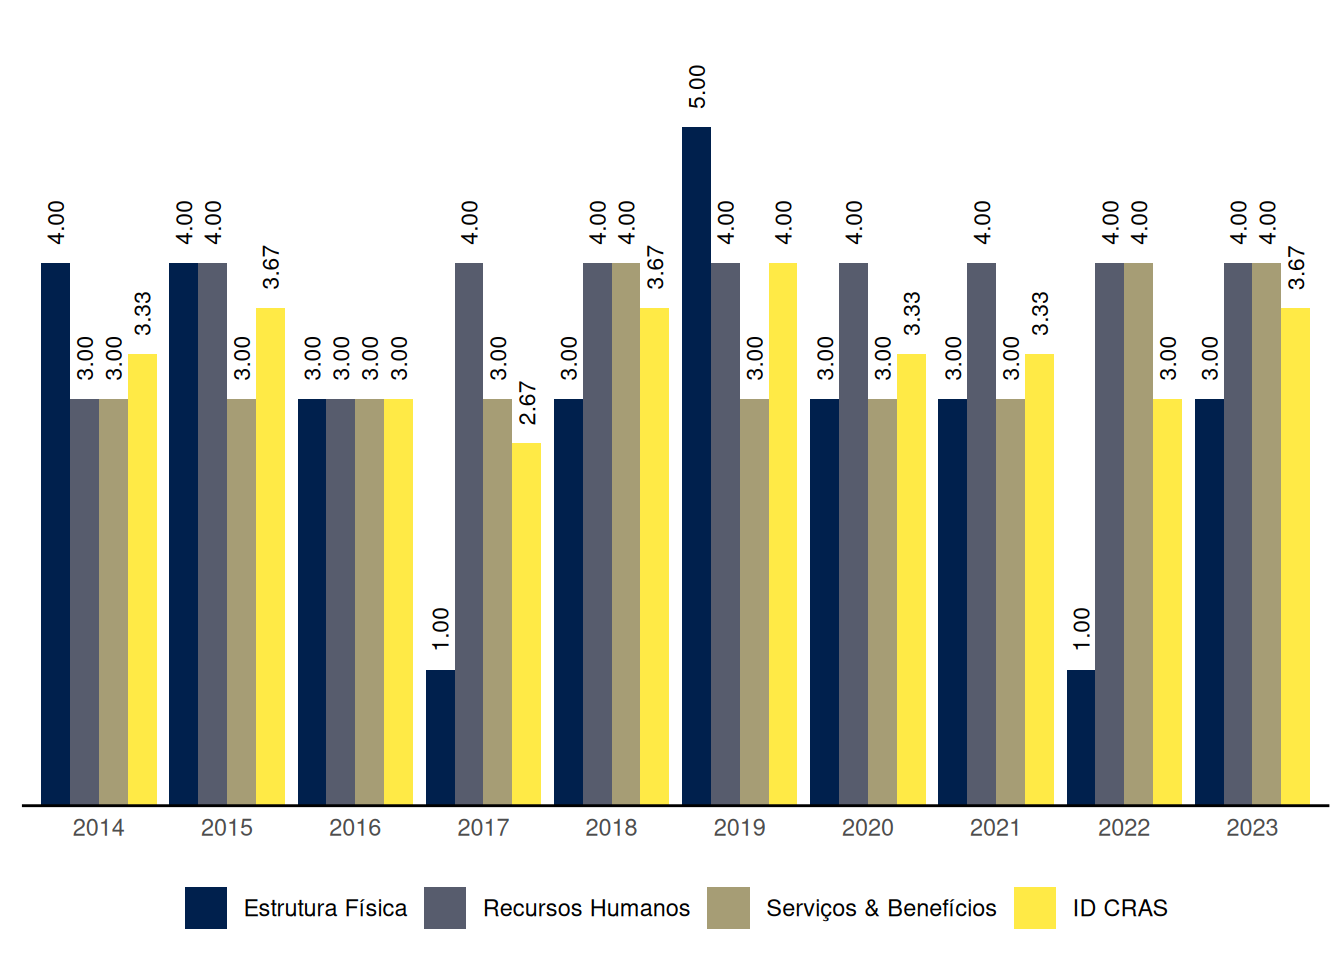 5.00
4.00 4.00 4.00 4.00 4.00 4.00 4.00 4.00 4.00 4.00 4.00 4.00 4.00 4.00
3.67 3.67 3.67
3.33 3.33 3.33
3.00 3.00 3.00 3.00 3.00 3.00 3.00 3.00 3.00 3.00 3.00 3.00 3.00 3.00 3.00 3.00
2.67
1.00 1.00
2014 2015 2016 2017 2018 2019 2020 2021 2022 2023
Estrutura Física Recursos Humanos Serviços & Benefícios ID CRAS